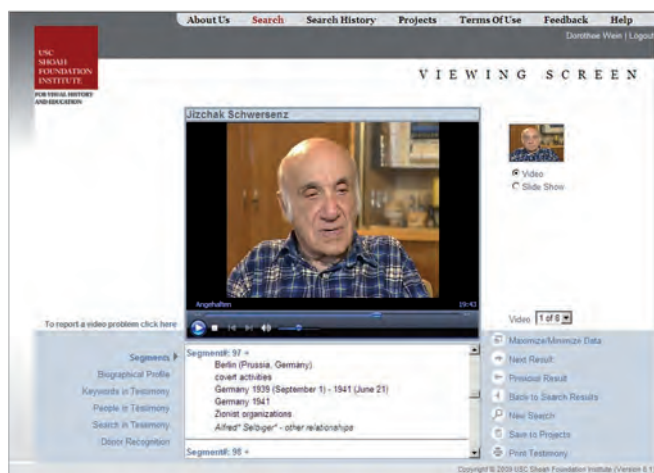 About Us Search Search History Projects Terms Of Use Feedback Help
Dorothee Wein | Logout
USC
SHOAH
FOUNDATION
INSTITUTE
FOR VISUAL HISTORY
AND EDUCATION
VIEWING SCREEN
Jizchak Schwersenz
Video
Slide Show
Angehalten 19:43
To report a video problem click here
Video 1 of 6
Segments
Biographical Profile
Keywords in Testimony
People in Testimony
Search in Testimony
Donor Recognition
Segment#: 97
Berlin (Prussia, Germany)
covert activities
Germany 1939 (September 1) - 1941 (June 21)
Germany 1941
Zionist organizations
Alfred* Selbiger* - other relationships
Segment#: 98
Maximize/Minimize Data
Next Result
Previous Result
Back to Search Results
New Search
Save to Projects
Print Testimony
Copyright © 2009 USC Shoah Foundation Institute (Version 6.1